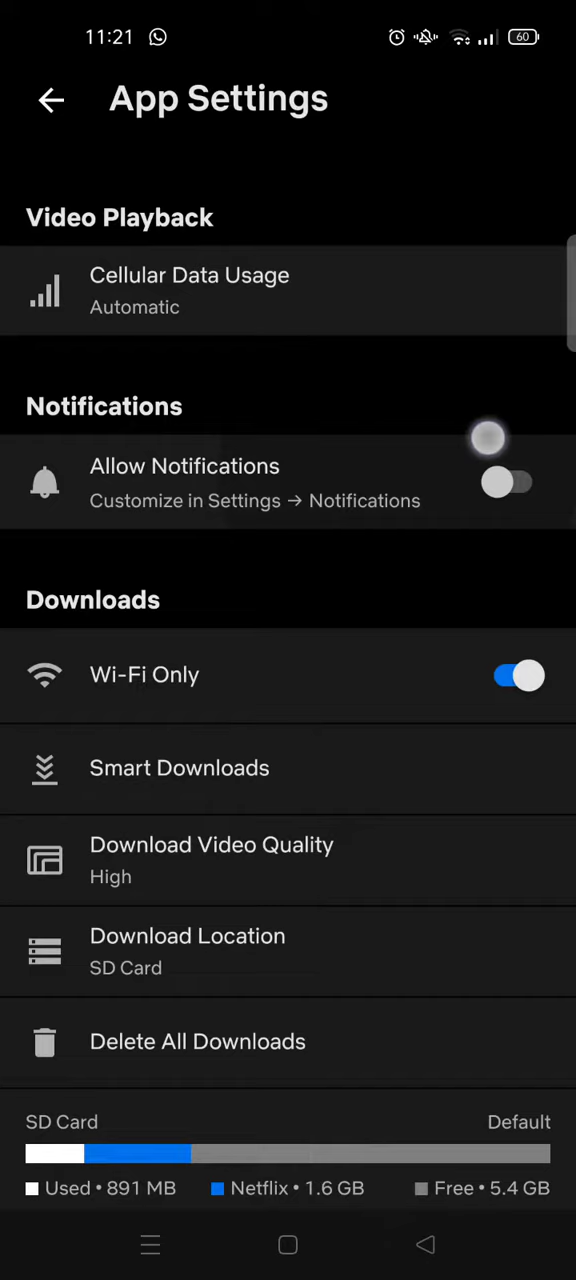 11:21
60
App Settings
Video Playback
Cellular Data Usage
Automatic
Notifications
Allow Notifications
Customize in Settings → Notifications
Downloads
Wi-Fi Only
Smart Downloads
Download Video Quality
High
Download Location
SD Card
Delete All Downloads
SD Card Default
Used • 891 MB Netflix • 1.6 GB Free • 5.4 GB